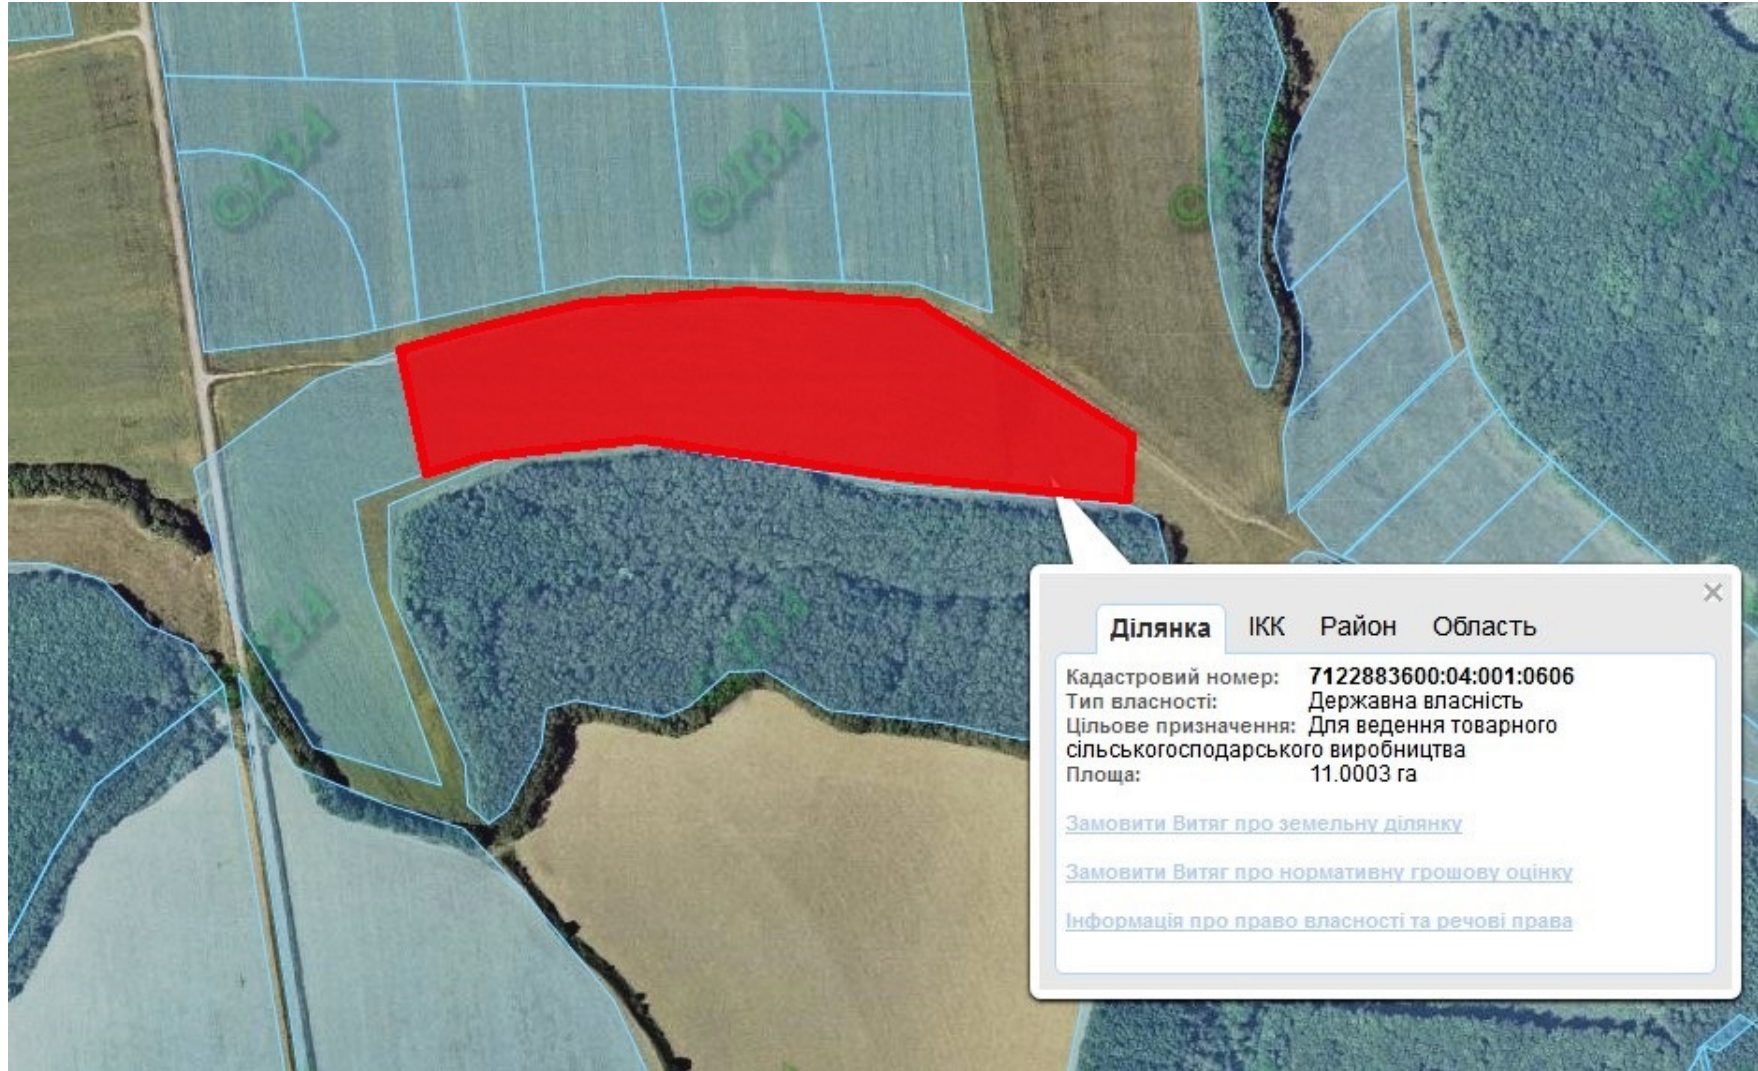 ©ДЗА
©ДЗА
Ділянка ІКК Район Область
Кадастровий номер: 7122883600:04:001:0606
Тип власності: Державна власність
Цільове призначення: Для ведення товарного
сільськогосподарського виробництва
Площа: 11.0003 га
Замовити Витяг про земельну ділянку
Замовити Витяг про нормативну грошову оцінку
Інформація про право власності та речові права